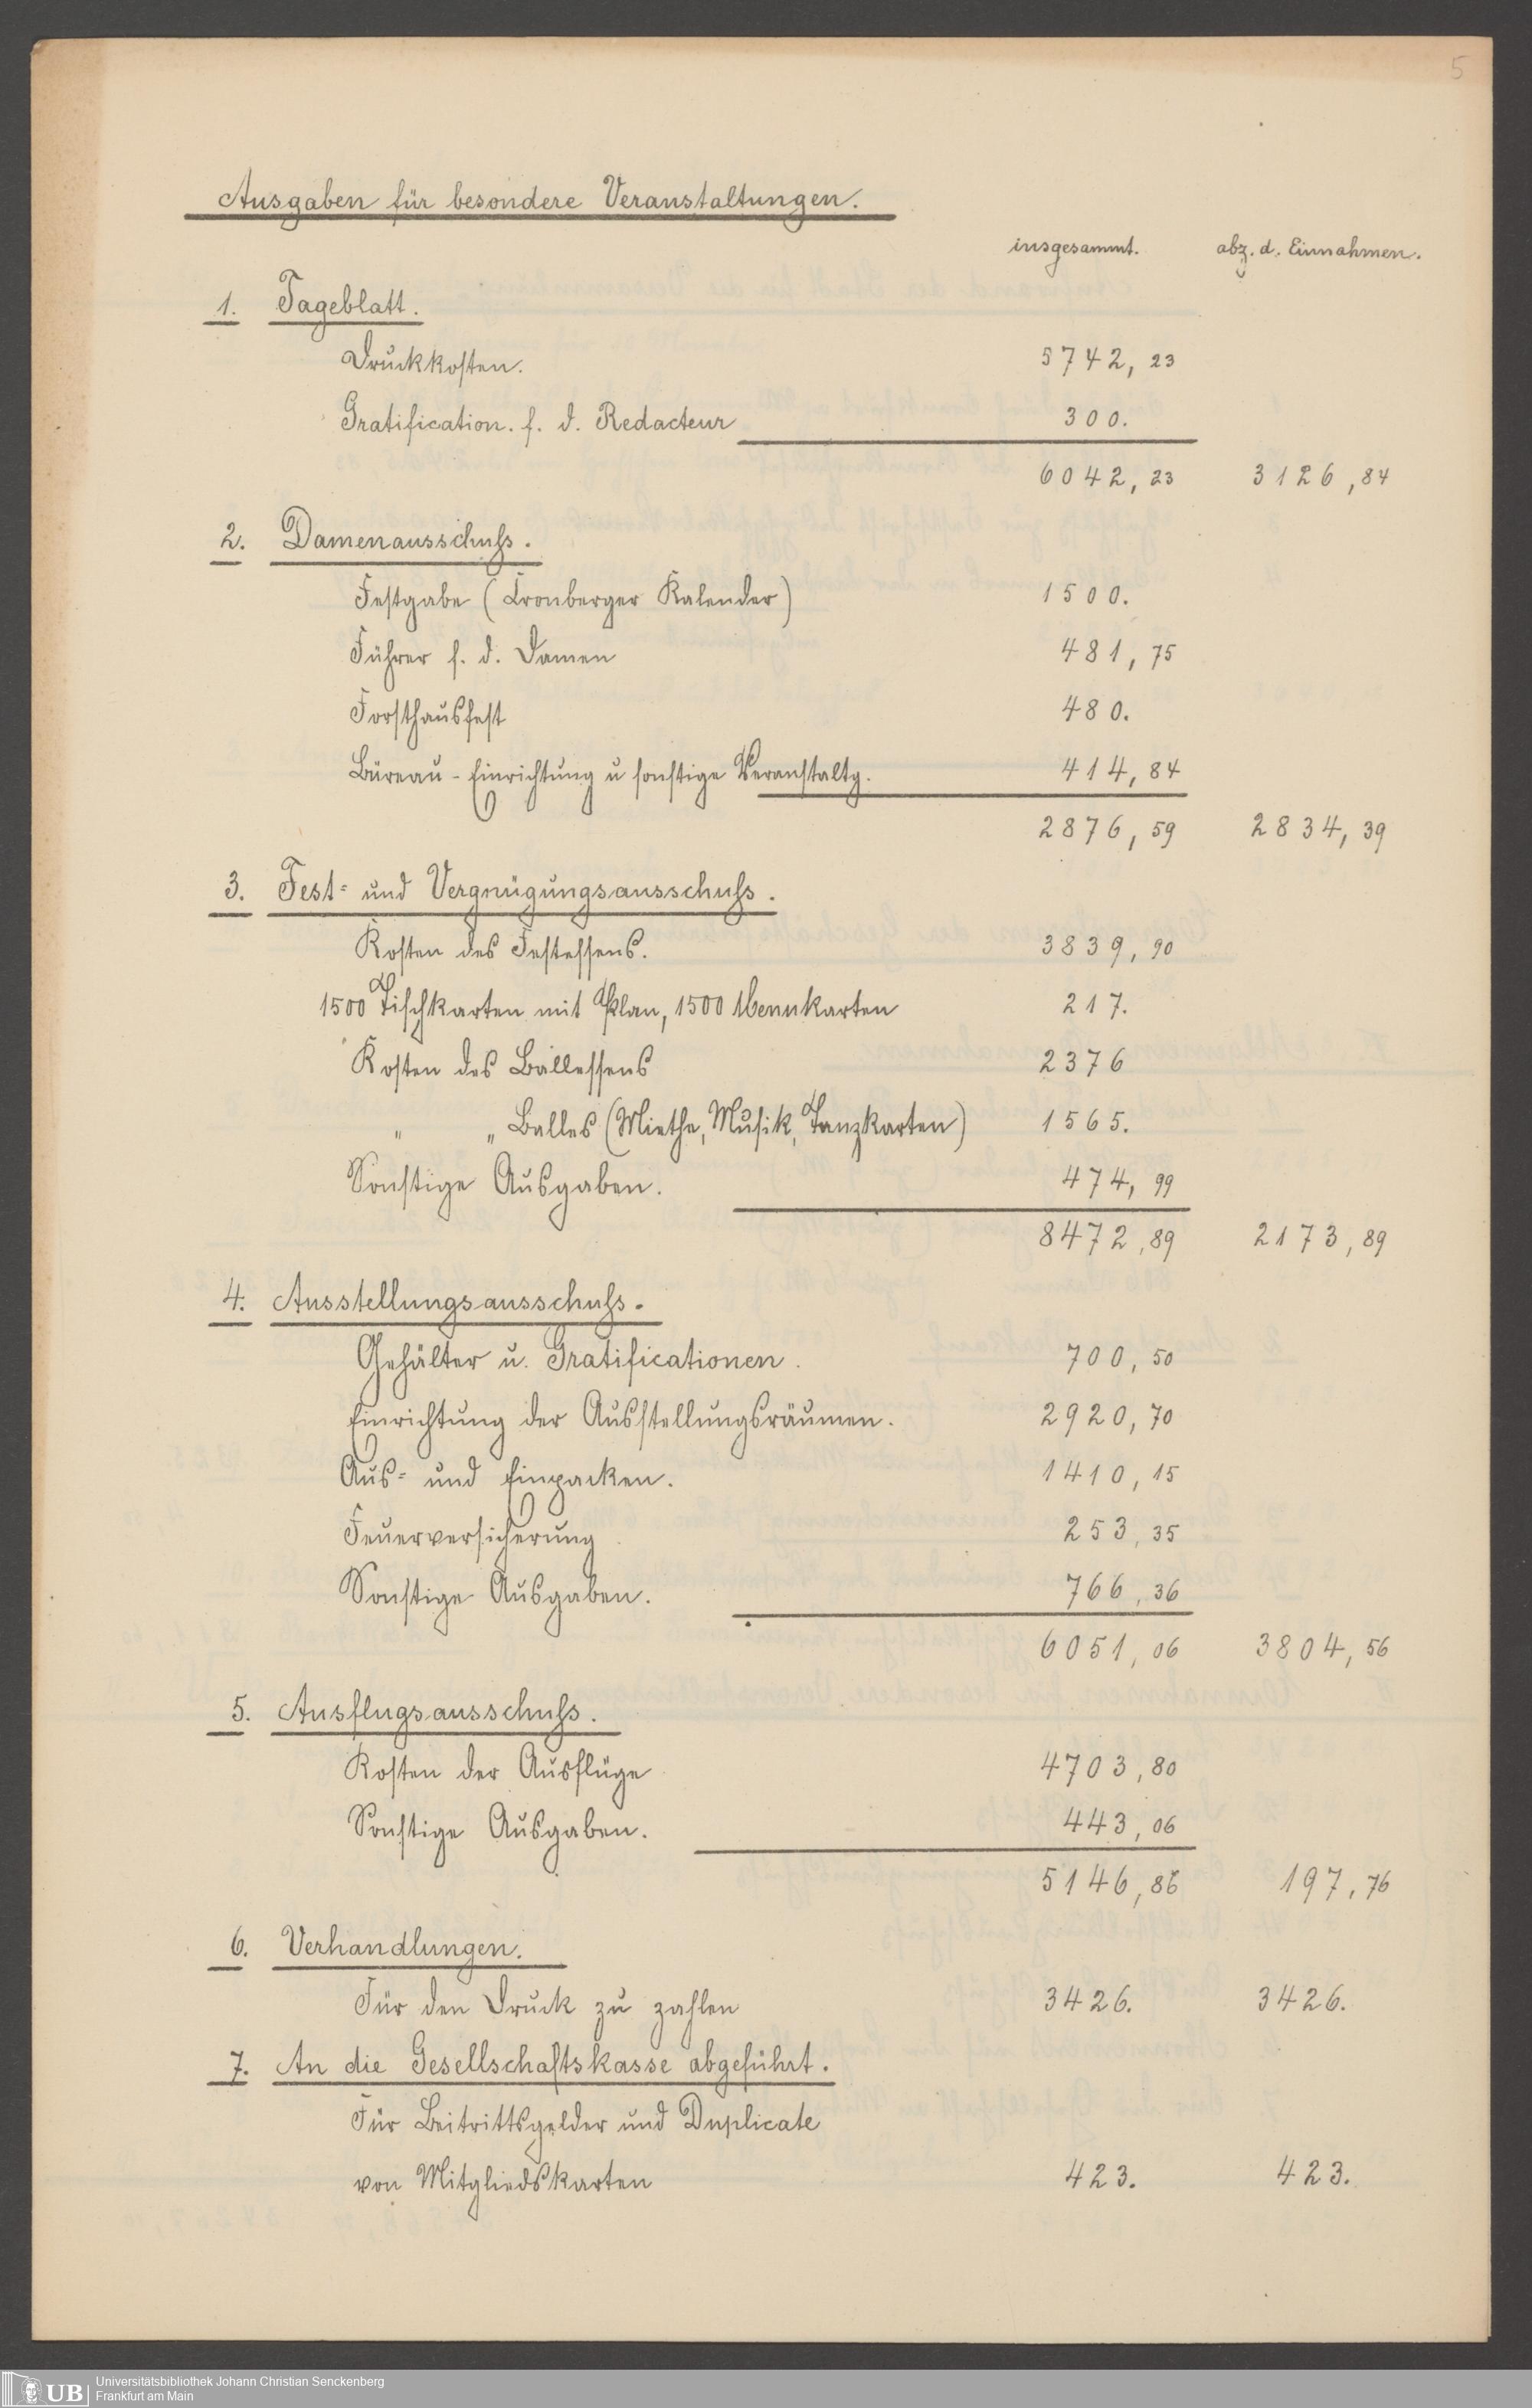 5
Ausgaben für besondere Veranstaltungen.
insgesammt. abz. d. Einnahmen.
1. Tageblatt.
Druckkosten. 5742, 23
Gratification. f. d. Redacteur 300.
6042, 23 3126, 84
2. Damenausschuss.
Festgabe (Cronberger Kalender) 1500.
Führer f. d. Damen 481, 75
Forsthausfest 480.
Büreau-Einrichtung u sonstige Veranstaltg. 414, 84
2876, 59 2834, 39
3. Fest= und Vergnügungsausschuss.
Kosten des Festessens. 3839, 90
1500 Tischkarten mit Plan, 1500 Menukarten 217.
Kosten des Ballessens 2376
" " Balles (Miethe, Musik, Tanzkarten) 1565.
Sonstige Ausgaben. 474, 99
8472, 89 2173, 89
4. Ausstellungsausschuss.
Gehälter u. Gratificationen. 700, 50
Einrichtung der Ausstellungsräumen. 2920, 70
Aus= und Einpacken. 1410, 15
Feuerversicherung 253, 35
Sonstige Ausgaben. 766, 36
6051, 06 3804, 56
5. Ausflugsausschuss.
Kosten der Ausflüge 4703, 80
Sonstige Ausgaben. 443, 06
5146, 86 197, 76
6. Verhandlungen.
Für den Druck zu zahlen 3426. 3426.
7. An die Gesellschaftskasse abgeführt.
Für Beitrittsgelder und Duplicate
von Mitgliedskarten 423. 423.
UB Universitätsbibliothek Johann Christian Senckenberg
Frankfurt am Main